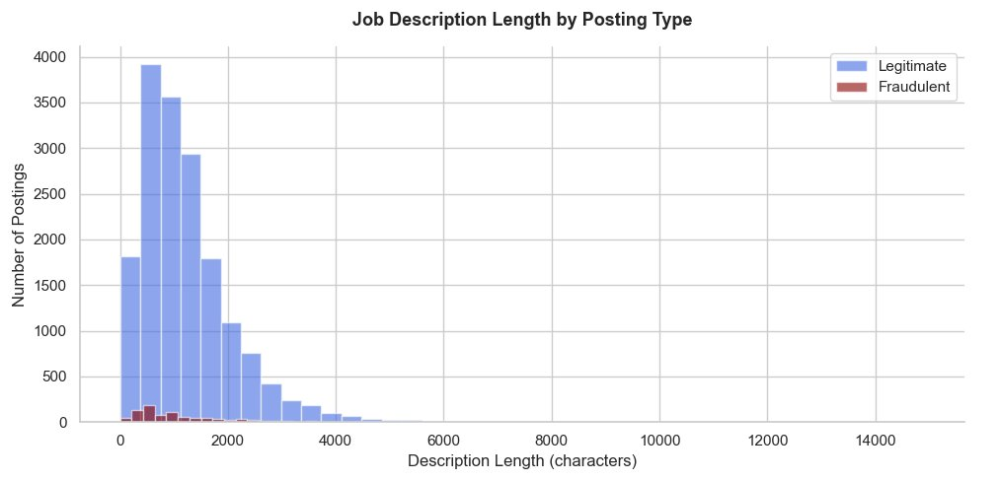 Job Description Length by Posting Type
Legitimate
Fraudulent
Number of Postings
4000
3500
3000
2500
2000
1500
1000
500
0
0 2000 4000 6000 8000 10000 12000 14000
Description Length (characters)